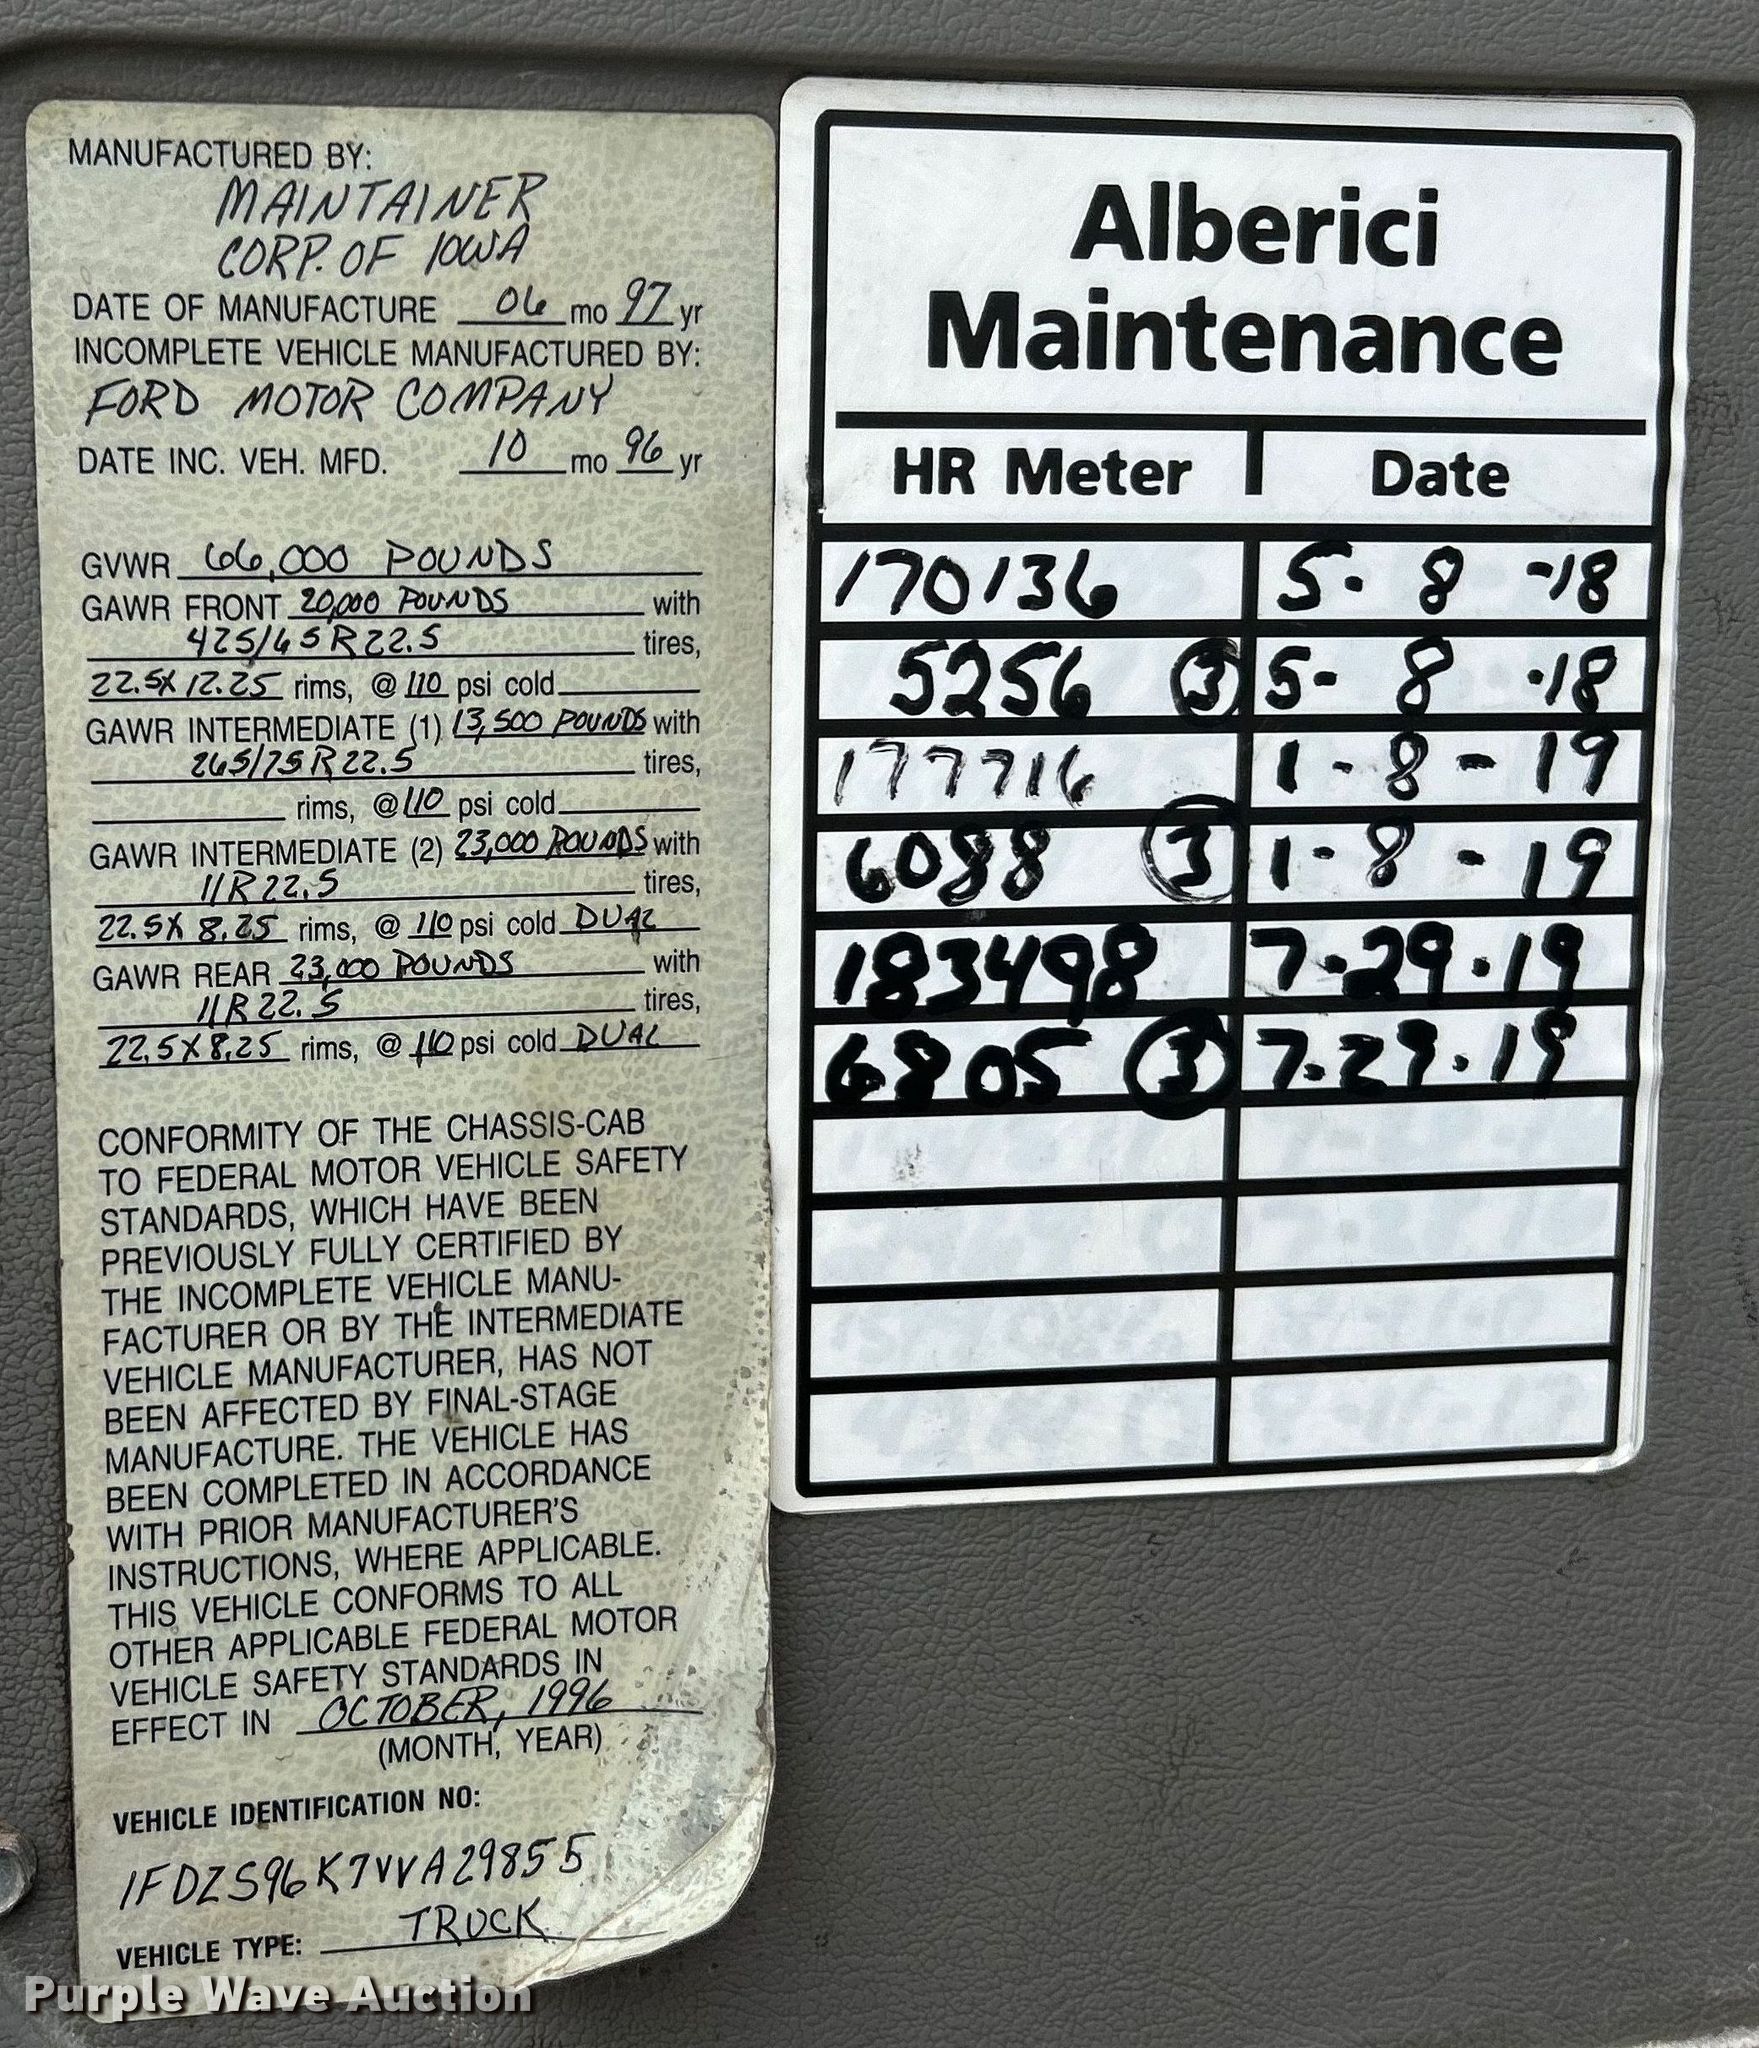 MANUFACTURED BY:
MAINTAINER
CORP. OF IOWA
DATE OF MANUFACTURE 06 mo 97 yr
INCOMPLETE VEHICLE MANUFACTURED BY:
FORD MOTOR COMPANY
DATE INC. VEH. MFD. 10 mo 96 yr
GVWR 66,000 POUNDS
GAWR FRONT 20,000 POUNDS with
425/65R22.5 tires,
22.5X12.25 rims, @ 110 psi cold
GAWR INTERMEDIATE (1) 13,500 POUNDS with
265/75R22.5 tires,
rims, @ 110 psi cold
GAWR INTERMEDIATE (2) 23,000 POUNDS with
11R22.5 tires,
22.5X8.25 rims, @ 110 psi cold DUAL
GAWR REAR 23,000 POUNDS with
11R22.5 tires,
22.5X8.25 rims, @ 110 psi cold DUAL
CONFORMITY OF THE CHASSIS-CAB
TO FEDERAL MOTOR VEHICLE SAFETY
STANDARDS, WHICH HAVE BEEN
PREVIOUSLY FULLY CERTIFIED BY
THE INCOMPLETE VEHICLE MANU-
FACTURER OR BY THE INTERMEDIATE
VEHICLE MANUFACTURER, HAS NOT
BEEN AFFECTED BY FINAL-STAGE
MANUFACTURE. THE VEHICLE HAS
BEEN COMPLETED IN ACCORDANCE
WITH PRIOR MANUFACTURER'S
INSTRUCTIONS, WHERE APPLICABLE.
THIS VEHICLE CONFORMS TO ALL
OTHER APPLICABLE FEDERAL MOTOR
VEHICLE SAFETY STANDARDS IN
EFFECT IN OCTOBER, 1996
(MONTH, YEAR)
VEHICLE IDENTIFICATION NO:
1FDZS96K7VVA29855
VEHICLE TYPE: TRUCK
Alberici
Maintenance
HR Meter Date
170136 5-8-18
5256 3 5-8-18
177716 1-8-19
6088 3 1-8-19
183498 7-29-19
6805 3 7-29-19
Purple Wave Auction